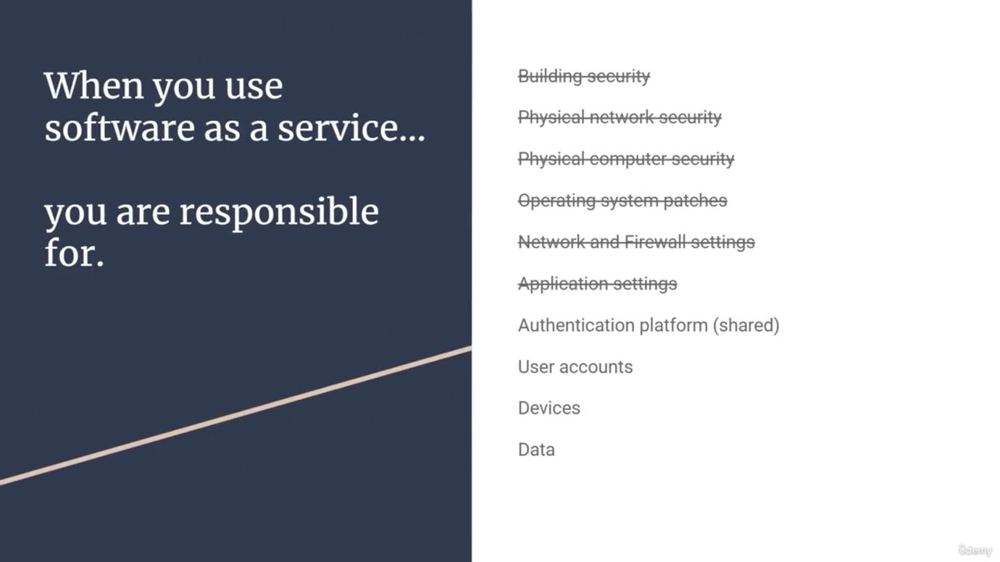 When you use
software as a service...
you are responsible
for.
Building security
Physical network security
Physical computer security
Operating system patches
Network and Firewall settings
Application settings
Authentication platform (shared)
User accounts
Devices
Data
ûdemy